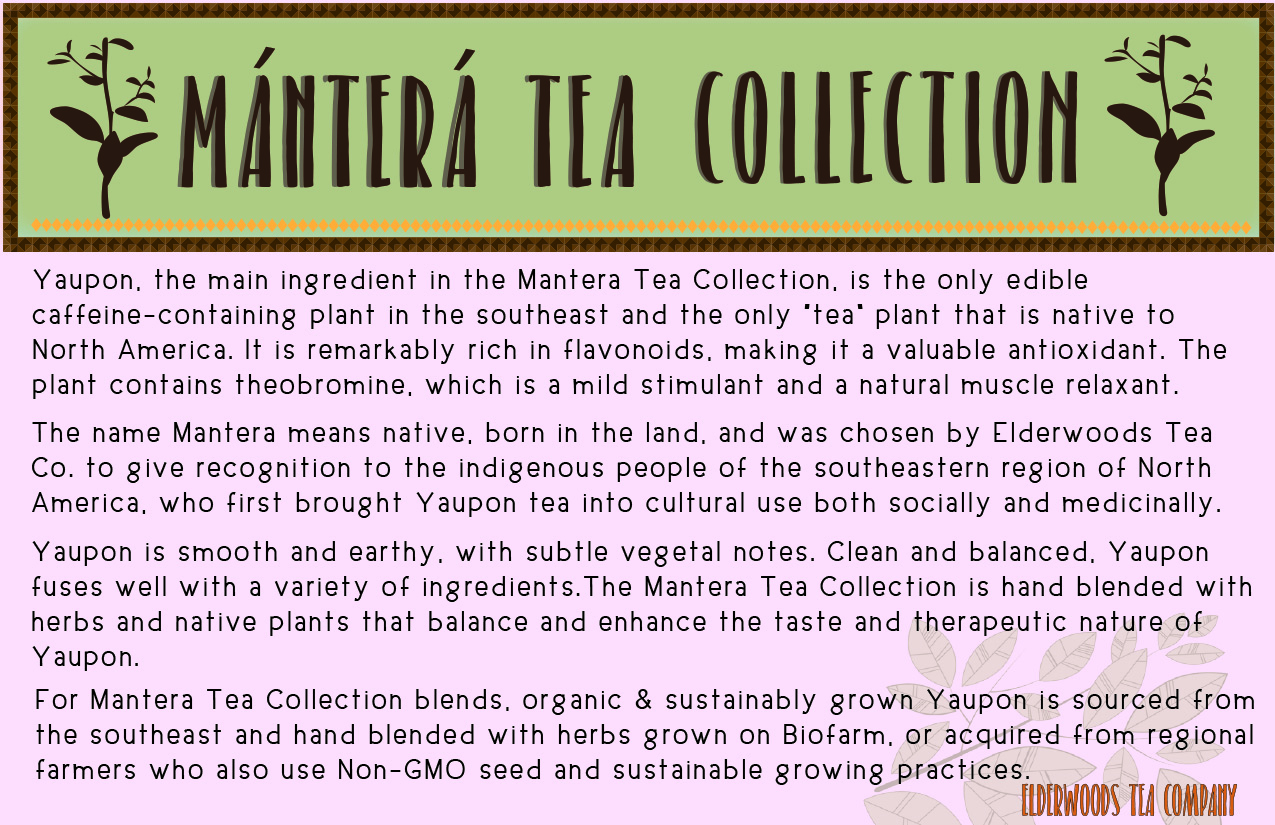 MÁNTERÁ TEA COLLECTION
Yaupon, the main ingredient in the Mantera Tea Collection, is the only edible
caffeine-containing plant in the southeast and the only "tea" plant that is native to
North America. It is remarkably rich in flavonoids, making it a valuable antioxidant. The
plant contains theobromine, which is a mild stimulant and a natural muscle relaxant.
The name Mantera means native, born in the land, and was chosen by Elderwoods Tea
Co. to give recognition to the indigenous people of the southeastern region of North
America, who first brought Yaupon tea into cultural use both socially and medicinally.
Yaupon is smooth and earthy, with subtle vegetal notes. Clean and balanced, Yaupon
fuses well with a variety of ingredients.The Mantera Tea Collection is hand blended with
herbs and native plants that balance and enhance the taste and therapeutic nature of
Yaupon.
For Mantera Tea Collection blends, organic & sustainably grown Yaupon is sourced from
the southeast and hand blended with herbs grown on Biofarm, or acquired from regional
farmers who also use Non-GMO seed and sustainable growing practices.
ELDERWOODS TEA COMPANY